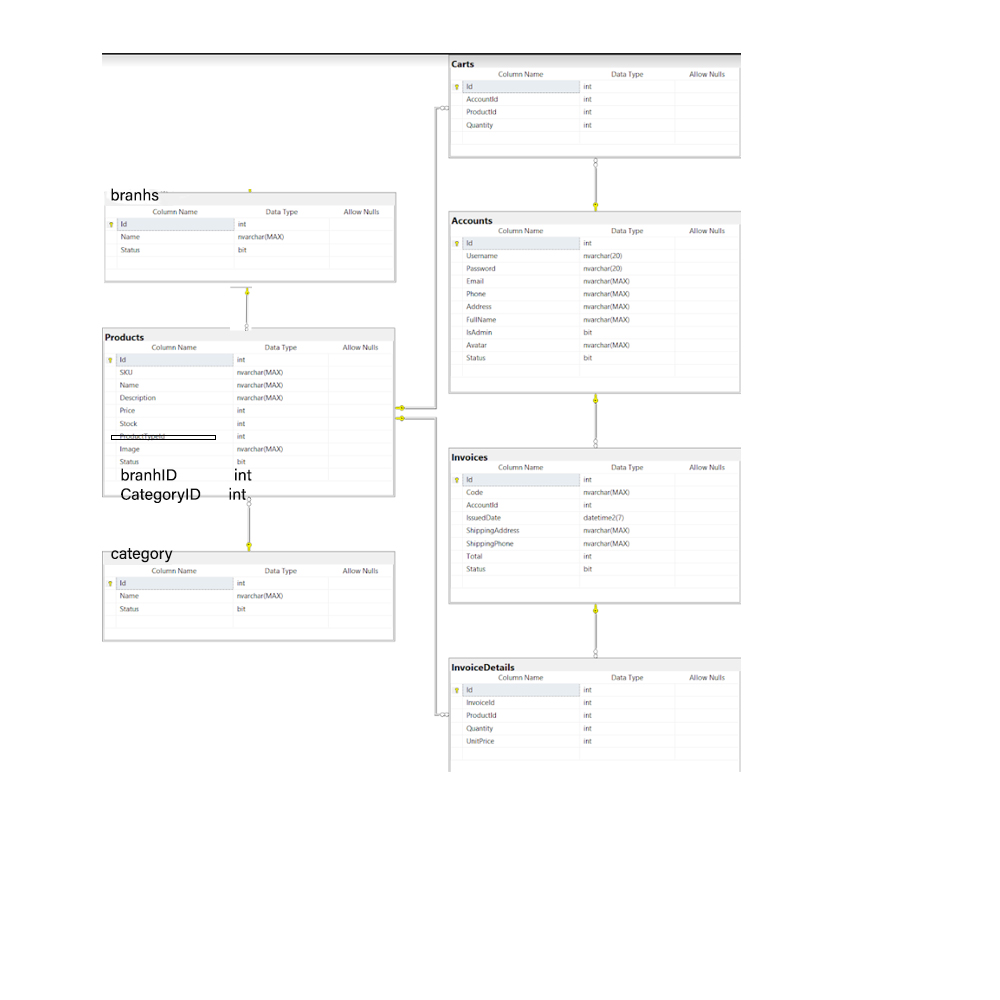 Carts
Column Name Data Type Allow Nulls
Id int
AccountId int
ProductId int
Quantity int
branhs
Column Name Data Type Allow Nulls
Id int
Name nvarchar(MAX)
Status bit
Accounts
Column Name Data Type Allow Nulls
Id int
Username nvarchar(20)
Password nvarchar(20)
Email nvarchar(MAX)
Phone nvarchar(MAX)
Address nvarchar(MAX)
FullName nvarchar(MAX)
IsAdmin bit
Avatar nvarchar(MAX)
Status bit
Products
Column Name Data Type Allow Nulls
Id int
SKU nvarchar(MAX)
Name nvarchar(MAX)
Description nvarchar(MAX)
Price int
Stock int
ProductTypeId int
Image nvarchar(MAX)
Status bit
branhID int
CategoryID int
Invoices
Column Name Data Type Allow Nulls
Id int
Code nvarchar(MAX)
AccountId int
IssuedDate datetime2(7)
ShippingAddress nvarchar(MAX)
ShippingPhone nvarchar(MAX)
Total int
Status bit
category
Column Name Data Type Allow Nulls
Id int
Name nvarchar(MAX)
Status bit
InvoiceDetails
Column Name Data Type Allow Nulls
Id int
InvoiceId int
ProductId int
Quantity int
UnitPrice int